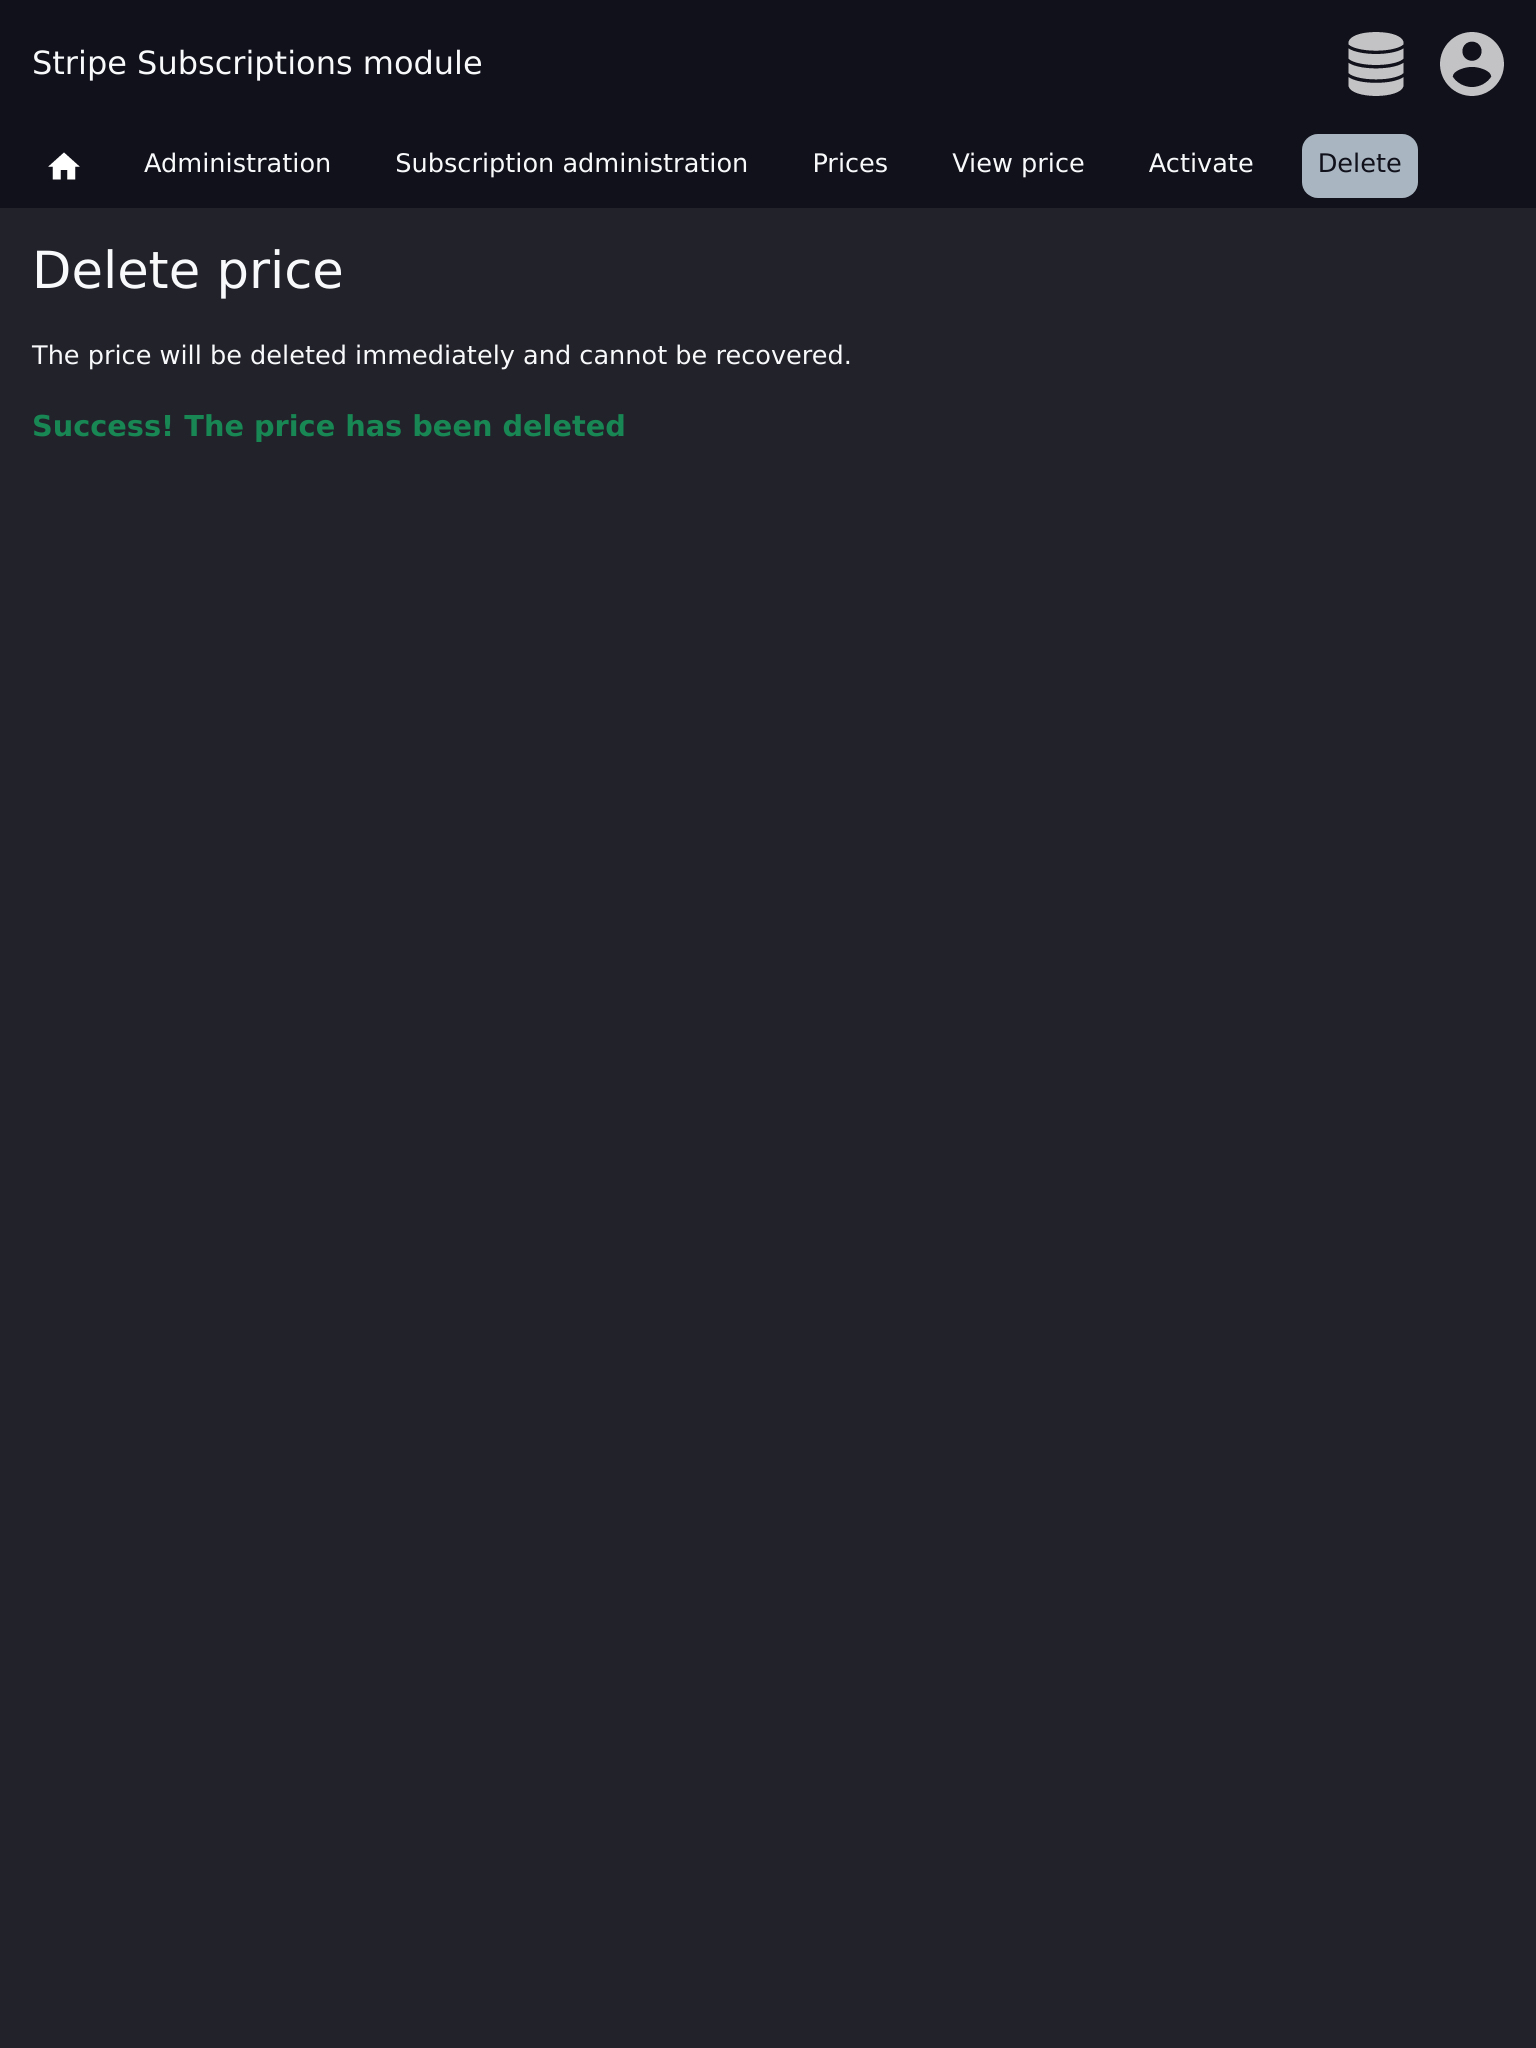 Stripe Subscriptions module
Administration Subscription administration Prices View price Activate Delete
Delete price
The price will be deleted immediately and cannot be recovered.
Success! The price has been deleted